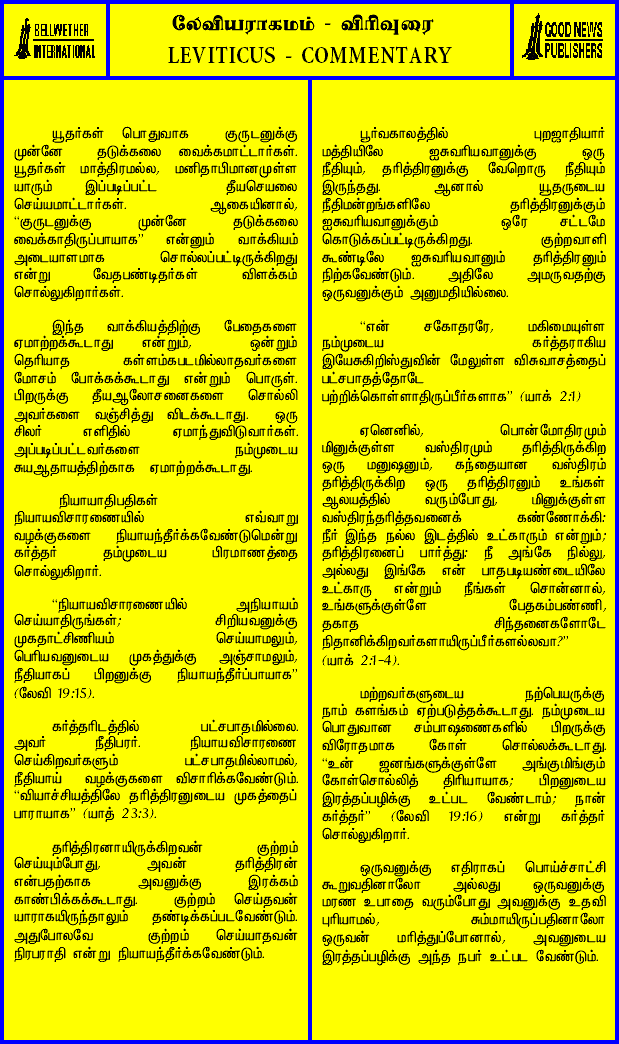 BELLWETHER
INTERNATIONAL
லேவியராகமம் - விரிவுரை
LEVITICUS - COMMENTARY
GOOD NEWS
PUBLISHERS
யூதர்கள் பொதுவாக குருடனுக்கு
முன்னே தடுக்கலை வைக்கமாட்டார்கள்.
யூதர்கள் மாத்திரமல்ல, மனிதாபிமானமுள்ள
யாரும் இப்படிப்பட்ட தீயசெயலை
செய்யமாட்டார்கள். ஆகையினால்,
“குருடனுக்கு முன்னே தடுக்கலை
வைக்காதிருப்பாயாக” என்னும் வாக்கியம்
அடையாளமாக சொல்லப்பட்டிருக்கிறது
என்று வேதபண்டிதர்கள் விளக்கம்
சொல்லுகிறார்கள்.
இந்த வாக்கியத்திற்கு பேதைகளை
ஏமாற்றக்கூடாது என்றும், ஒன்றும்
தெரியாத கள்ளம்கபடமில்லாதவர்களை
மோசம் போக்கக்கூடாது என்றும் பொருள்.
பிறருக்கு தீயஆலோசனைகளை சொல்லி
அவர்களை வஞ்சித்து விடக்கூடாது. ஒரு
சிலர் எளிதில் ஏமாந்துவிடுவார்கள்.
அப்படிப்பட்டவர்களை நம்முடைய
சுயஆதாயத்திற்காக ஏமாற்றக்கூடாது.
நியாயாதிபதிகள்
நியாயவிசாரணையில் எவ்வாறு
வழக்குகளை நியாயந்தீர்க்கவேண்டுமென்று
கர்த்தர் தம்முடைய பிரமாணத்தை
சொல்லுகிறார்.
“நியாயவிசாரணையில் அநியாயம்
செய்யாதிருங்கள்; சிறியவனுக்கு
முகதாட்சிணியம் செய்யாமலும்,
பெரியவனுடைய முகத்துக்கு அஞ்சாமலும்,
நீதியாகப் பிறனுக்கு நியாயந்தீர்ப்பாயாக”
(லேவி 19:15).
கர்த்தரிடத்தில் பட்சபாதமில்லை.
அவர் நீதிபரர். நியாயவிசாரணை
செய்கிறவர்களும் பட்சபாதமில்லாமல்,
நீதியாய் வழக்குகளை விசாரிக்கவேண்டும்.
“வியாச்சியத்திலே தரித்திரனுடைய முகத்தைப்
பாராயாக” (யாத் 23:3).
தரித்திரனாயிருக்கிறவன் குற்றம்
செய்யும்போது, அவன் தரித்திரன்
என்பதற்காக அவனுக்கு இரக்கம்
காண்பிக்கக்கூடாது. குற்றம் செய்தவன்
யாராகயிருந்தாலும் தண்டிக்கப்படவேண்டும்.
அதுபோலவே குற்றம் செய்யாதவன்
நிரபராதி என்று நியாயந்தீர்க்கவேண்டும்.
பூர்வகாலத்தில் புறஜாதியார்
மத்தியிலே ஐசுவரியவானுக்கு ஒரு
நீதியும், தரித்திரனுக்கு வேறொரு நீதியும்
இருந்தது. ஆனால் யூதருடைய
நீதிமன்றங்களிலே தரித்திரனுக்கும்
ஐசுவரியவானுக்கும் ஒரே சட்டமே
கொடுக்கப்பட்டிருக்கிறது. குற்றவாளி
கூண்டிலே ஐசுவரியவானும் தரித்திரனும்
நிற்கவேண்டும். அதிலே அமருவதற்கு
ஒருவனுக்கும் அனுமதியில்லை.
“என் சகோதரரே, மகிமையுள்ள
நம்முடைய கர்த்தராகிய
இயேசுகிறிஸ்துவின் மேலுள்ள விசுவாசத்தைப்
பட்சபாதத்தோடே
பற்றிக்கொள்ளாதிருப்பீர்களாக” (யாக் 2:1)
ஏனெனில், பொன்மோதிரமும்
மினுக்குள்ள வஸ்திரமும் தரித்திருக்கிற
ஒரு மனுஷனும், கந்தையான வஸ்திரம்
தரித்திருக்கிற ஒரு தரித்திரனும் உங்கள்
ஆலயத்தில் வரும்போது, மினுக்குள்ள
வஸ்திரந்தரித்தவனைக் கண்ணோக்கி:
நீர் இந்த நல்ல இடத்தில் உட்காரும் என்றும்;
தரித்திரனைப் பார்த்து: நீ அங்கே நில்லு,
அல்லது இங்கே என் பாதபடியண்டையிலே
உட்காரு என்றும் நீங்கள் சொன்னால்,
உங்களுக்குள்ளே பேதகம்பண்ணி,
தகாத சிந்தனைகளோடே
நிதானிக்கிறவர்களாயிருப்பீர்களல்லவா?”
(யாக் 2:1-4).
மற்றவர்களுடைய நற்பெயருக்கு
நாம் களங்கம் ஏற்படுத்தக்கூடாது. நம்முடைய
பொதுவான சம்பாஷணைகளில் பிறருக்கு
விரோதமாக கோள் சொல்லக்கூடாது.
“உன் ஜனங்களுக்குள்ளே அங்குமிங்கும்
கோள்சொல்லித் திரியாயாக; பிறனுடைய
இரத்தப்பழிக்கு உட்பட வேண்டாம்; நான்
கர்த்தர்” (லேவி 19:16) என்று கர்த்தர்
சொல்லுகிறார்.
ஒருவனுக்கு எதிராகப் பொய்ச்சாட்சி
கூறுவதினாலோ அல்லது ஒருவனுக்கு
மரண உபாதை வரும்போது அவனுக்கு உதவி
புரியாமல், சும்மாயிருப்பதினாலோ
ஒருவன் மரித்துப்போனால், அவனுடைய
இரத்தப்பழிக்கு அந்த நபர் உட்பட வேண்டும்.